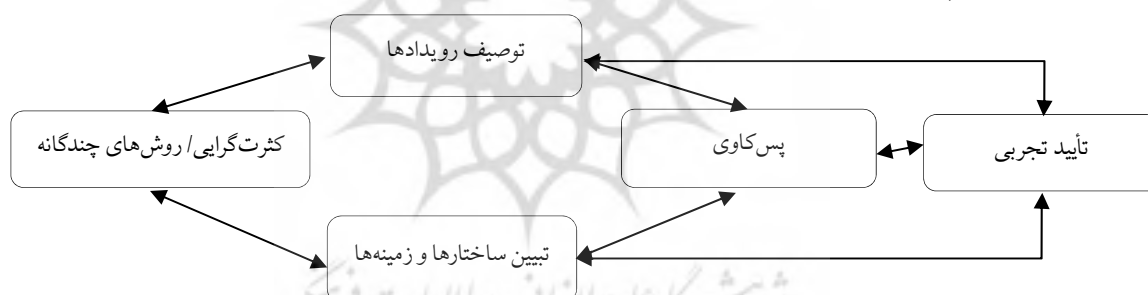 توصیف رویدادها
کثرت‌گرایی/ روش‌های چندگانه
پس‌کاوی
تأیید تجربی
تبیین ساختارها و زمینه‌ها